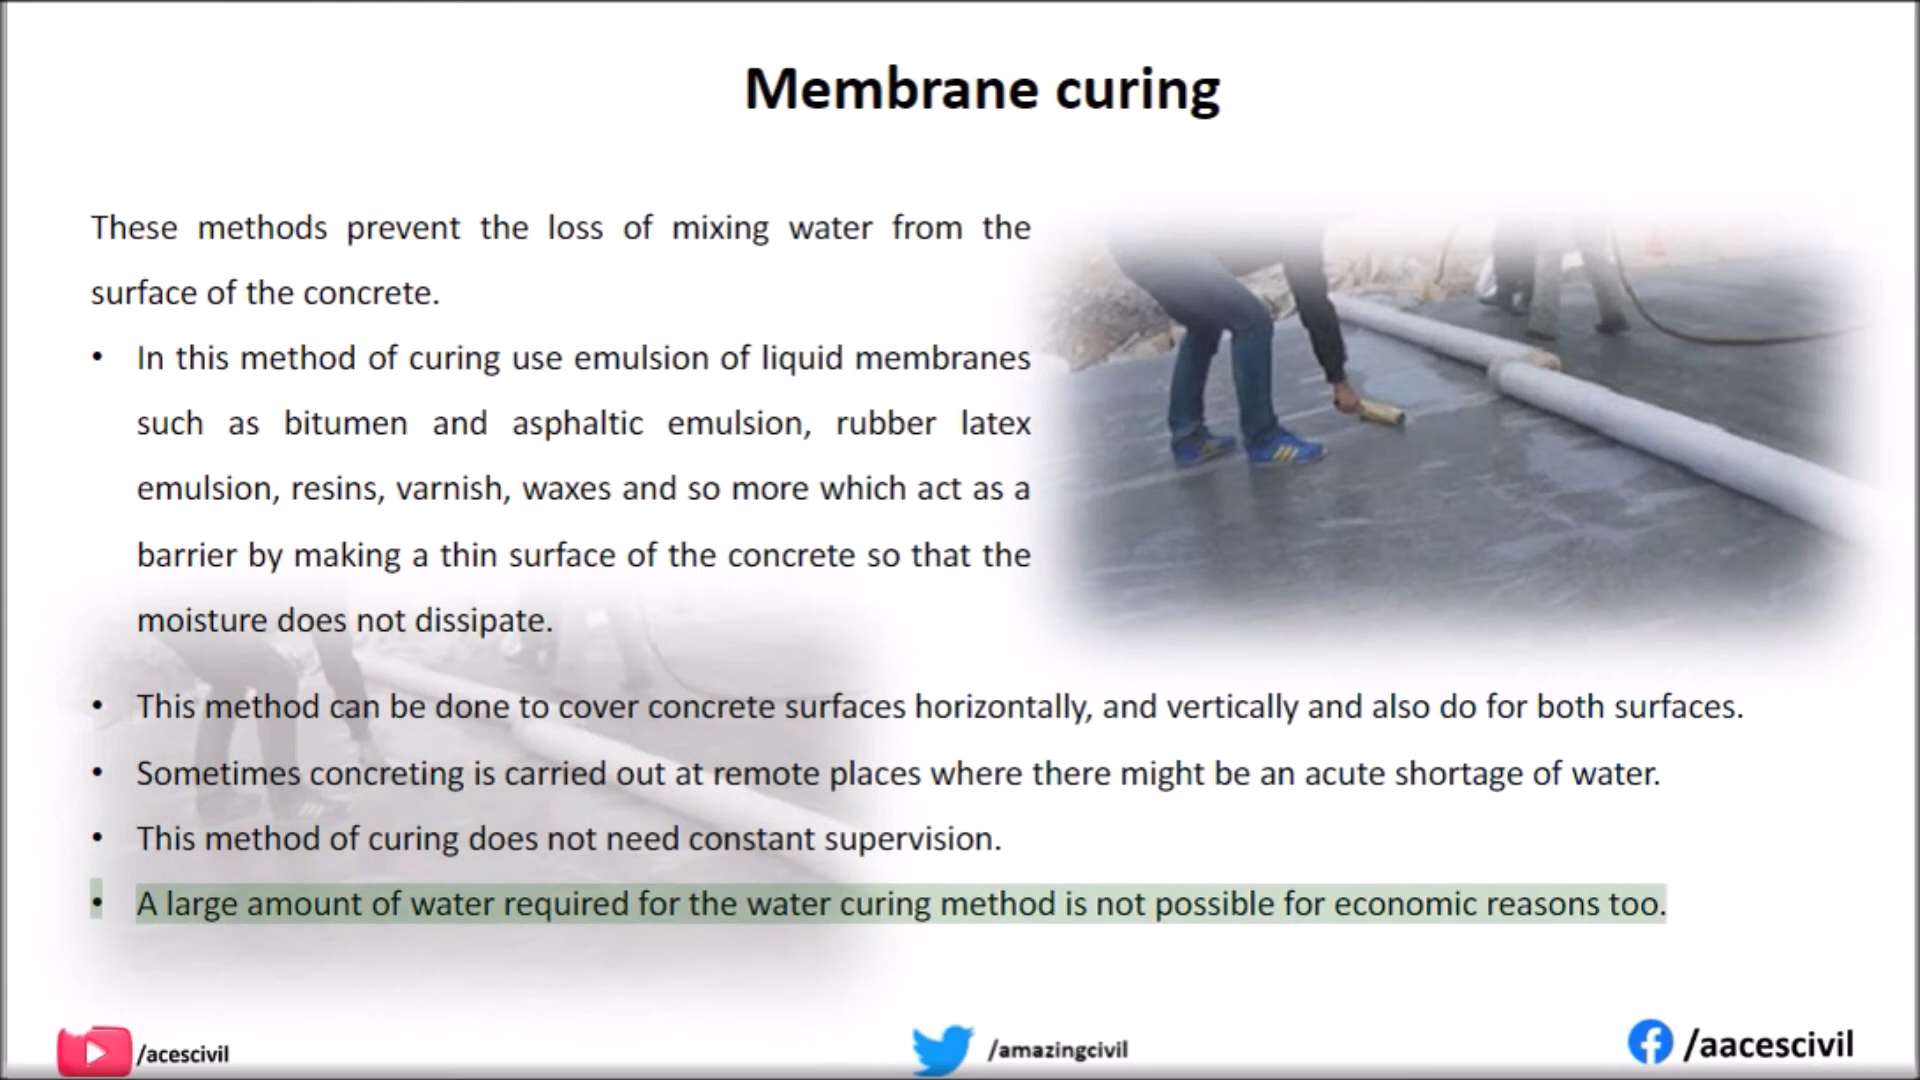 Membrane curing
These methods prevent the loss of mixing water from the
surface of the concrete.
• In this method of curing use emulsion of liquid membranes
such as bitumen and asphaltic emulsion, rubber latex
emulsion, resins, varnish, waxes and so more which act as a
barrier by making a thin surface of the concrete so that the
moisture does not dissipate.
• This method can be done to cover concrete surfaces horizontally, and vertically and also do for both surfaces.
• Sometimes concreting is carried out at remote places where there might be an acute shortage of water.
• This method of curing does not need constant supervision.
• A large amount of water required for the water curing method is not possible for economic reasons too.
/acescivil
/amazingcivil
/aacescivil